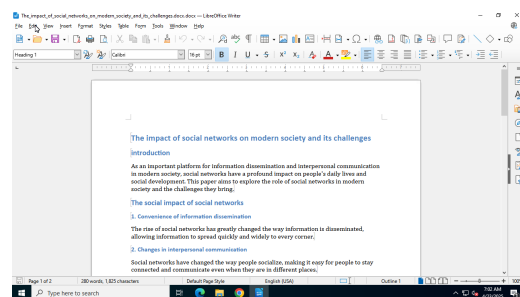 The_impact_of_social_networks_on_modern_society_and_its_challenges.docx.docx — LibreOffice Writer
File Edit View Insert Format Styles Table Form Tools Window Help
Heading 1 Calibri 16 pt
The impact of social networks on modern society and its challenges
introduction
As an important platform for information dissemination and interpersonal communication
in modern society, social networks have a profound impact on people's daily lives and
social development. This paper aims to explore the role of social networks in modern
society and the challenges they bring.
The social impact of social networks
1. Convenience of information dissemination
The rise of social networks has greatly changed the way information is disseminated,
allowing information to spread quickly and widely to every corner.
2. Changes in interpersonal communication
Social networks have changed the way people socialize, making it easy for people to stay
connected and communicate even when they are in different places.
Page 1 of 2 280 words, 1,825 characters Default Page Style English (USA) Outline 1 100%
Type here to search
7:02 AM